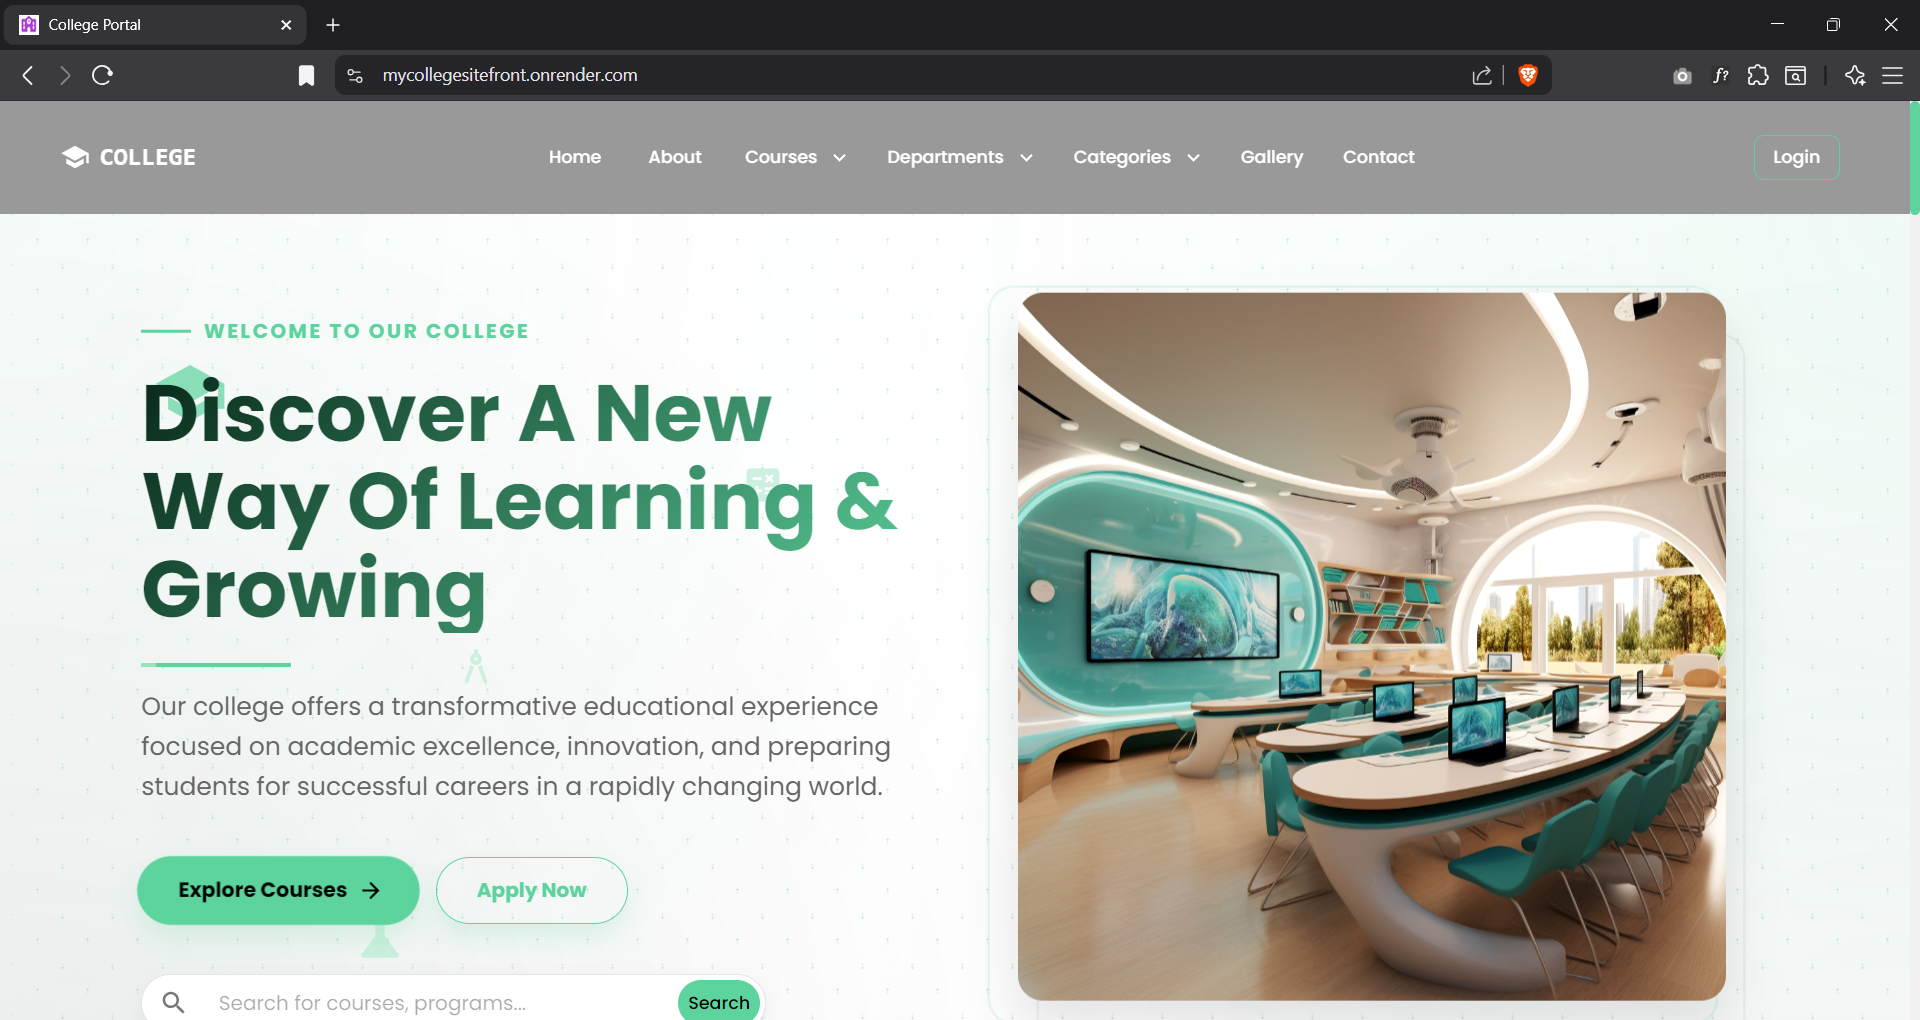 College Portal
mycollegesitefront.onrender.com
f?
COLLEGE
Home About Courses Departments Categories Gallery Contact Login
WELCOME TO OUR COLLEGE
Discover A New
Way Of Learning &
Growing
Our college offers a transformative educational experience
focused on academic excellence, innovation, and preparing
students for successful careers in a rapidly changing world.
Explore Courses Apply Now
Search for courses, programs... Search